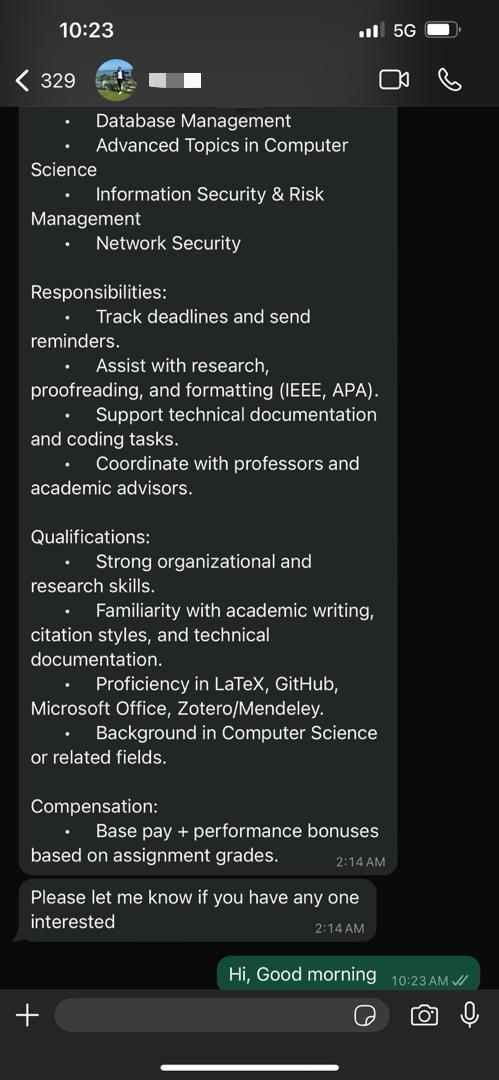 10:23
5G
329
• Database Management
• Advanced Topics in Computer
Science
• Information Security & Risk
Management
• Network Security
Responsibilities:
• Track deadlines and send
reminders.
• Assist with research,
proofreading, and formatting (IEEE, APA).
• Support technical documentation
and coding tasks.
• Coordinate with professors and
academic advisors.
Qualifications:
• Strong organizational and
research skills.
• Familiarity with academic writing,
citation styles, and technical
documentation.
• Proficiency in LaTeX, GitHub,
Microsoft Office, Zotero/Mendeley.
• Background in Computer Science
or related fields.
Compensation:
• Base pay + performance bonuses
based on assignment grades. 2:14 AM
Please let me know if you have any one
interested 2:14 AM
Hi, Good morning 10:23 AM